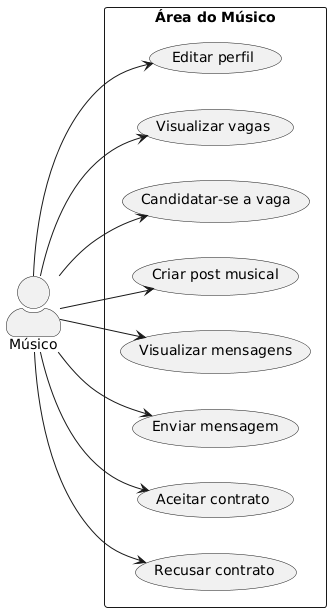 Área do Músico
Editar perfil
Visualizar vagas
Candidatar-se a vaga
Criar post musical
Músico
Visualizar mensagens
Enviar mensagem
Aceitar contrato
Recusar contrato